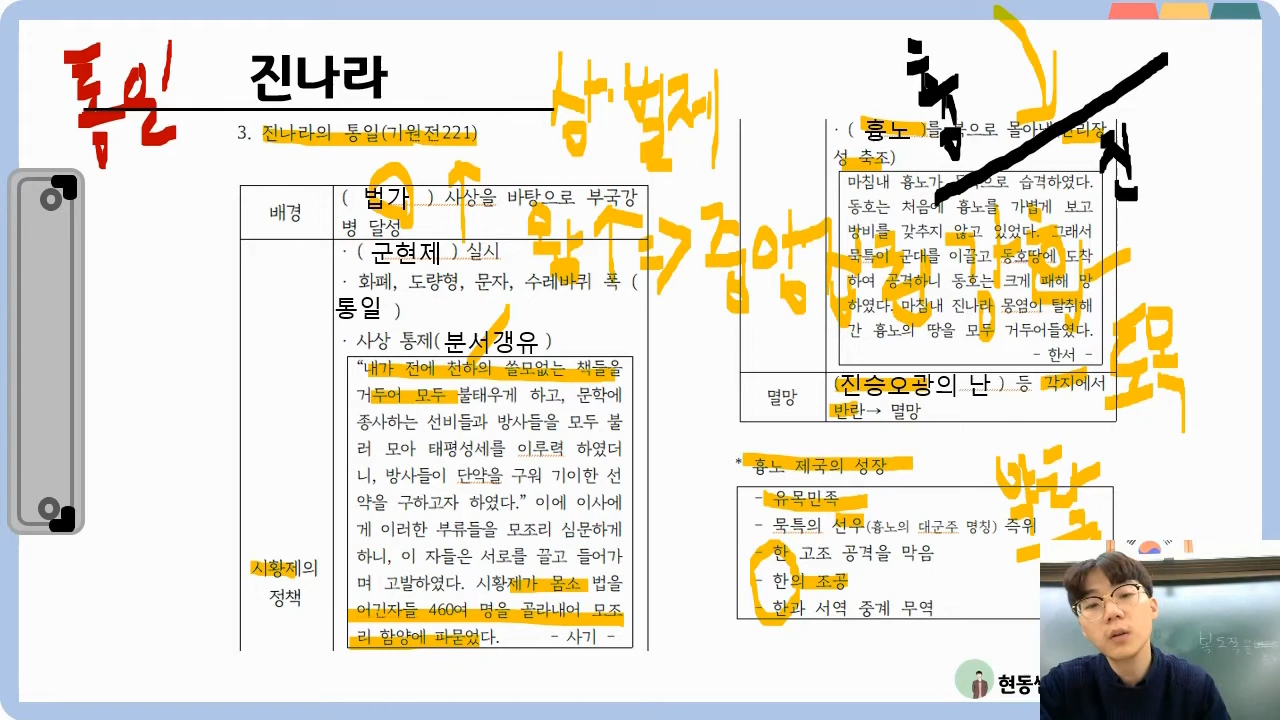 통일
진나라
상·벌제
3. 진나라의 통일(기원전221)
배경
( 법가 ) 사상을 바탕으로 부국강
병 달성
왕↑=> 중앙
시황제의
정책
· ( 군현제 ) 실시
· 화폐, 도량형, 문자, 수레바퀴 폭 (
통일 )
· 사상 통제( 분서갱유 )
“내가 전에 천하의 쓸모없는 책들을
거두어 모두 불태우게 하고, 문학에
종사하는 선비들과 방사들을 모두 불
러 모아 태평성세를 이루력 하였더
니, 방사들이 단약을 구워 기이한 선
약을 구하고자 하였다.” 이에 이사에
게 이러한 부류들을 모조리 심문하게
하니, 이 자들은 서로를 끌고 들어가
며 고발하였다. 시황제가 몸소 법을
어긴자들 460여 명을 골라내어 모조
리 함양에 파묻었다. - 사기 -
진
· ( 흉노 )를 북으로 몰아냄
성 축조)
마침내 흉노가 습격하였다.
동호는 처음에 흉노를 가볍게 보고
방비를 갖추지 않고 있었다. 그래서
묵특이 군대를 이끌고 동호땅에 도착
하여 공격하니 동호는 크게 패해 망
하였다. 마침내 진나라 몽염이 탈취해
간 흉노의 땅을 모두 거두어들였다.
- 한서 -
멸망
(진승오광의 난 ) 등 각지에서
반란→ 멸망
* 흉노 제국의 성장
- 유목민족
- 묵특의 선우(흉노의 대군주 명칭) 즉위
- 한 고조 공격을 막음
- 한의 조공
- 한과 서역 중계 무역
현동